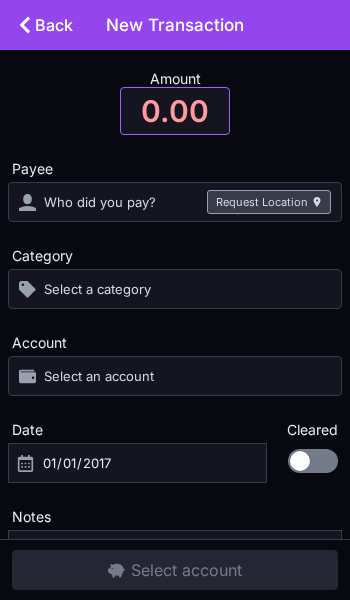 Back
New Transaction
Amount
0.00
Payee
Who did you pay?
Request Location
Category
Select a category
Account
Select an account
Date
Cleared
01/01/2017
Notes
Select account